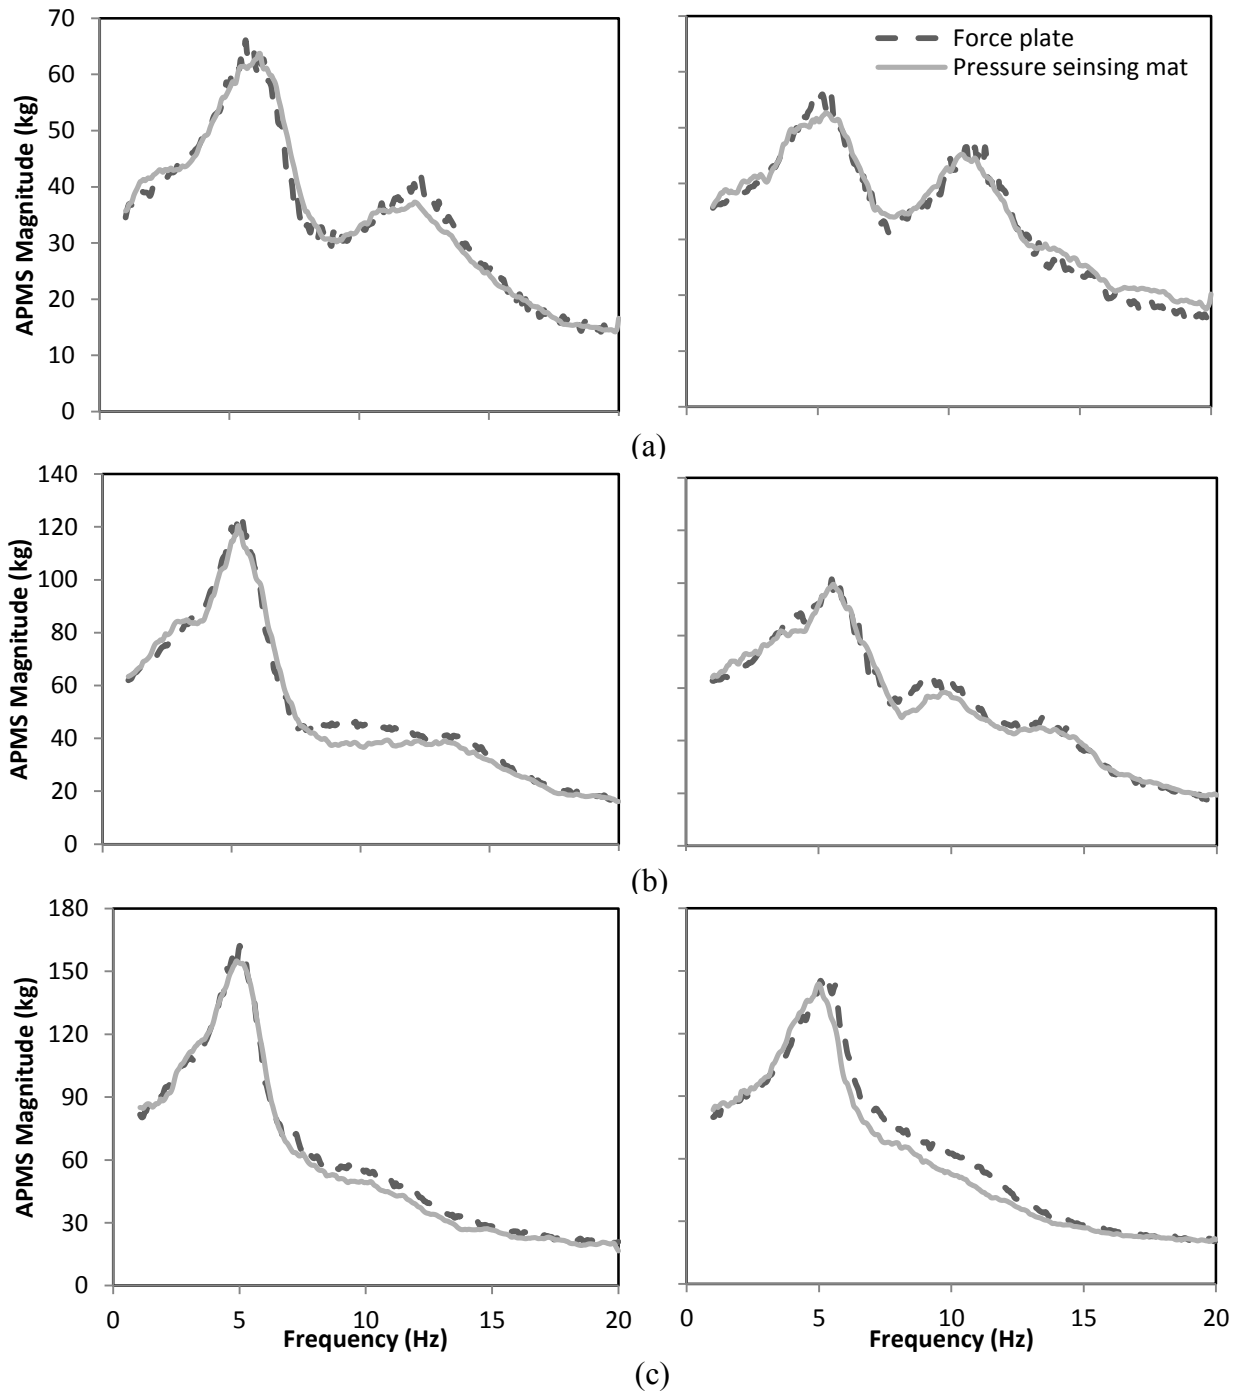 70
60
50
40
30
20
10
0
APMS Magnitude (kg)
Force plate
Pressure seinsing mat
(a)
140
120
100
80
60
40
20
0
APMS Magnitude (kg)
(b)
180
150
120
90
60
30
0
APMS Magnitude (kg)
0 5 10 15 20
Frequency (Hz)
0 5 10 15 20
Frequency (Hz)
(c)